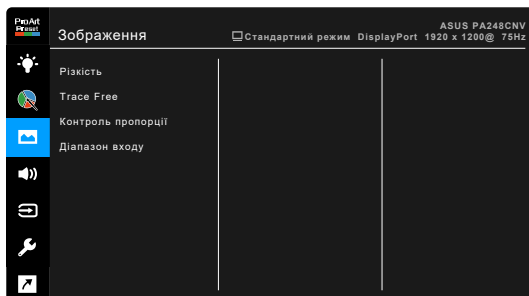 ProArt
Preset
Зображення
ASUS PA248CNV
Стандартний режим DisplayPort 1920 x 1200@ 75Hz
Різкість
Trace Free
Контроль пропорції
Діапазон входу